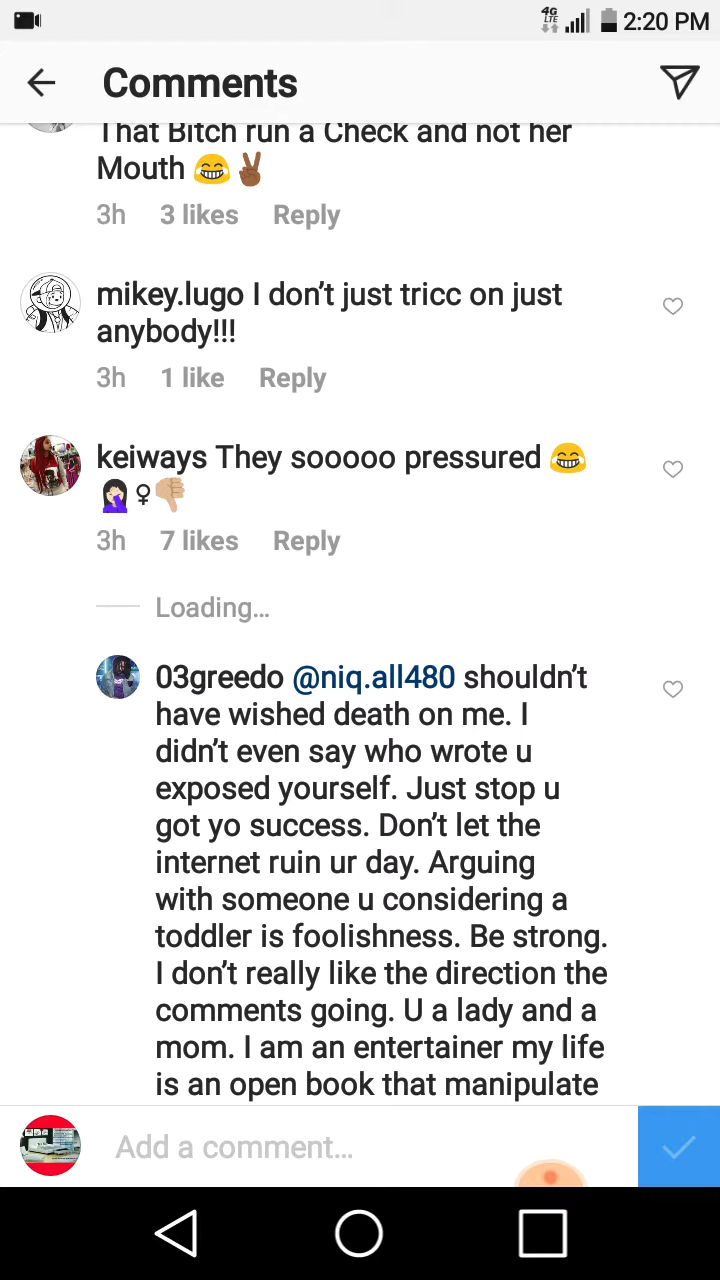 4G
LTE
2:20 PM
Comments
That Bitch run a Check and not her
Mouth 😂✌🏾
3h 3 likes Reply
mikey.lugo I don't just tricc on just
anybody!!!
3h 1 like Reply
keiways They sooooo pressured 😂
🤦🏻♀👎🏼
3h 7 likes Reply
Loading...
03greedo @niq.all480 shouldn't
have wished death on me. I
didn't even say who wrote u
exposed yourself. Just stop u
got yo success. Don't let the
internet ruin ur day. Arguing
with someone u considering a
toddler is foolishness. Be strong.
I don't really like the direction the
comments going. U a lady and a
mom. I am an entertainer my life
is an open book that manipulate
Add a comment...